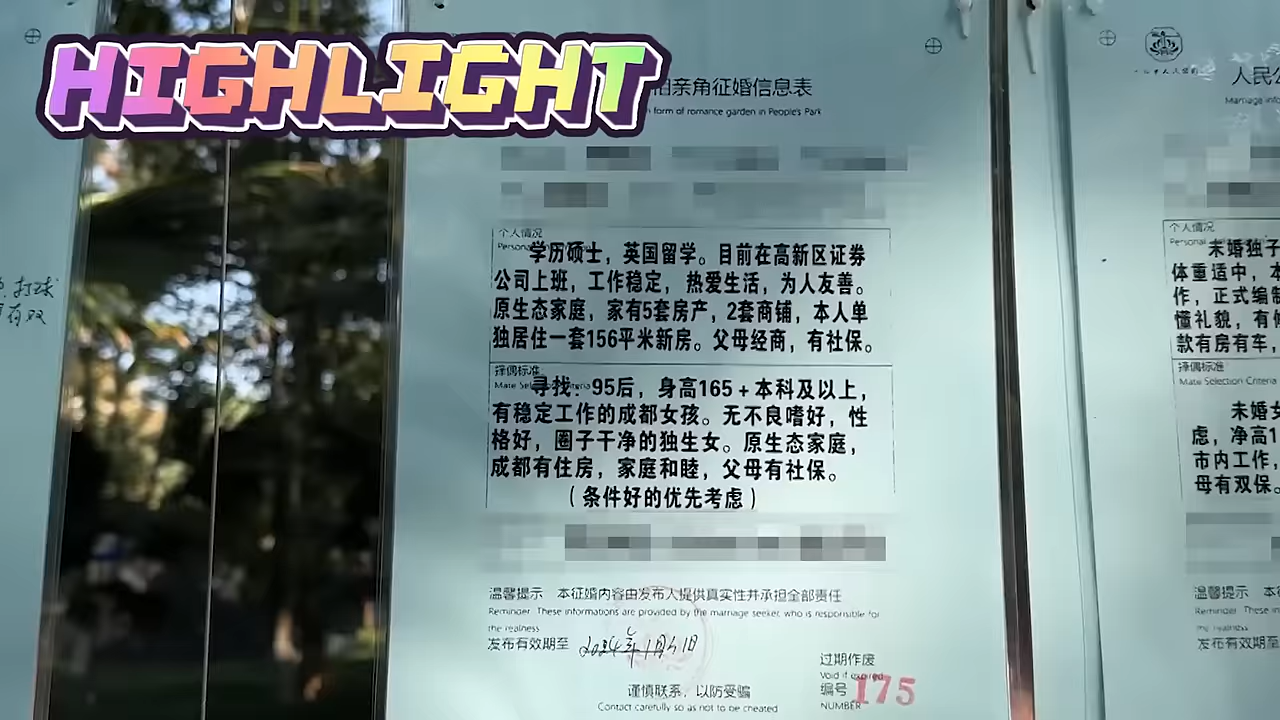 HIGHLIGHT
相亲角征婚信息表
form of romance garden in People's Park
个人情况
学历硕士，英国留学。目前在高新区证券
公司上班，工作稳定，热爱生活，为人友善。
原生态家庭，家有5套房产，2套商铺，本人单
独居住一套156平米新房。父母经商，有社保。
择偶标准
寻找：95后，身高165+本科及以上，
有稳定工作的成都女孩。无不良嗜好，性
格好，圈子干净的独生女。原生态家庭，
成都有住房，家庭和睦，父母有社保。
（条件好的优先考虑）
温馨提示 本征婚内容由发布人提供真实性并承担全部责任
Reminder: These informations are provided by the marriage seeker, who is responsible for
the realness
发布有效期至
过期作废
Void if expired
编号 175
NUMBER
谨慎联系，以防受骗
Contact carefully so as not to be cheated
打球
人民公
Marriage info
个人情况
未婚独子
体重适中，本
作，正式编制
懂礼貌，有
款有房有车，
择偶标准
Mate Selection Criteria
未婚女
虑，净高1
市内工作，
母有双保。
温馨提示 本
Reminder: These in
the realness
发布有效期至